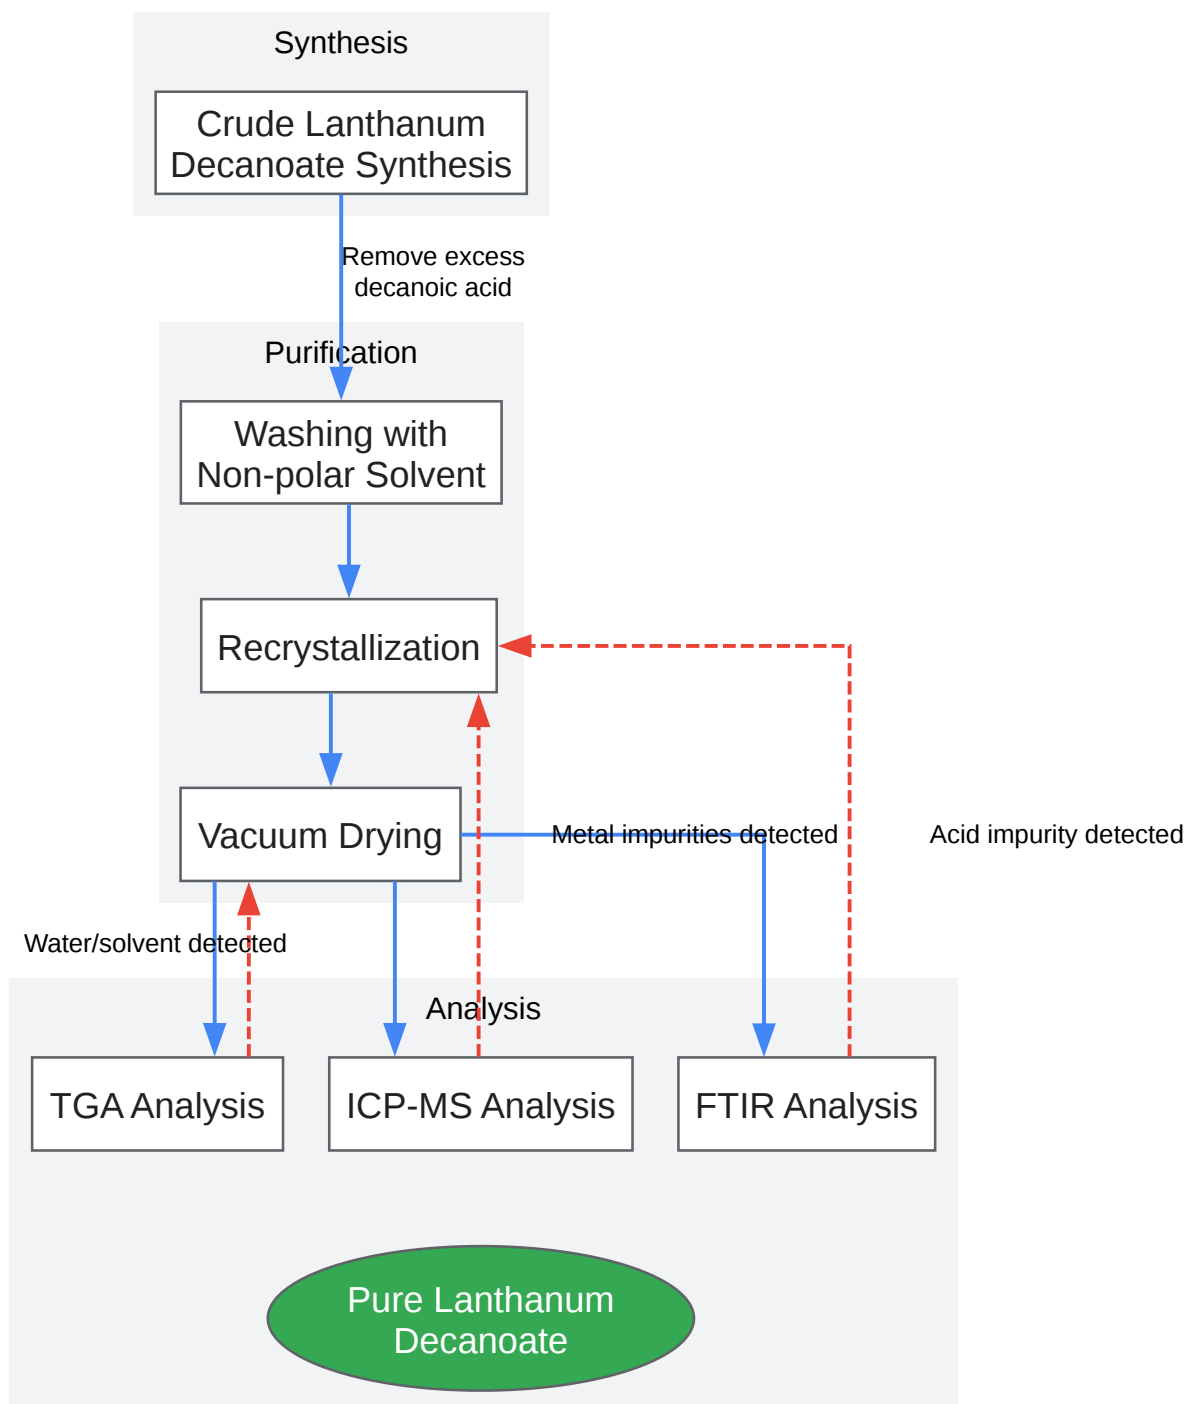 Synthesis
Crude Lanthanum
Decanoate Synthesis
Remove excess
decanoic acid
Purification
Washing with
Non-polar Solvent
Recrystallization
Vacuum Drying
Metal impurities detected
Acid impurity detected
Water/solvent detected
Analysis
TGA Analysis
ICP-MS Analysis
FTIR Analysis
Pure Lanthanum
Decanoate